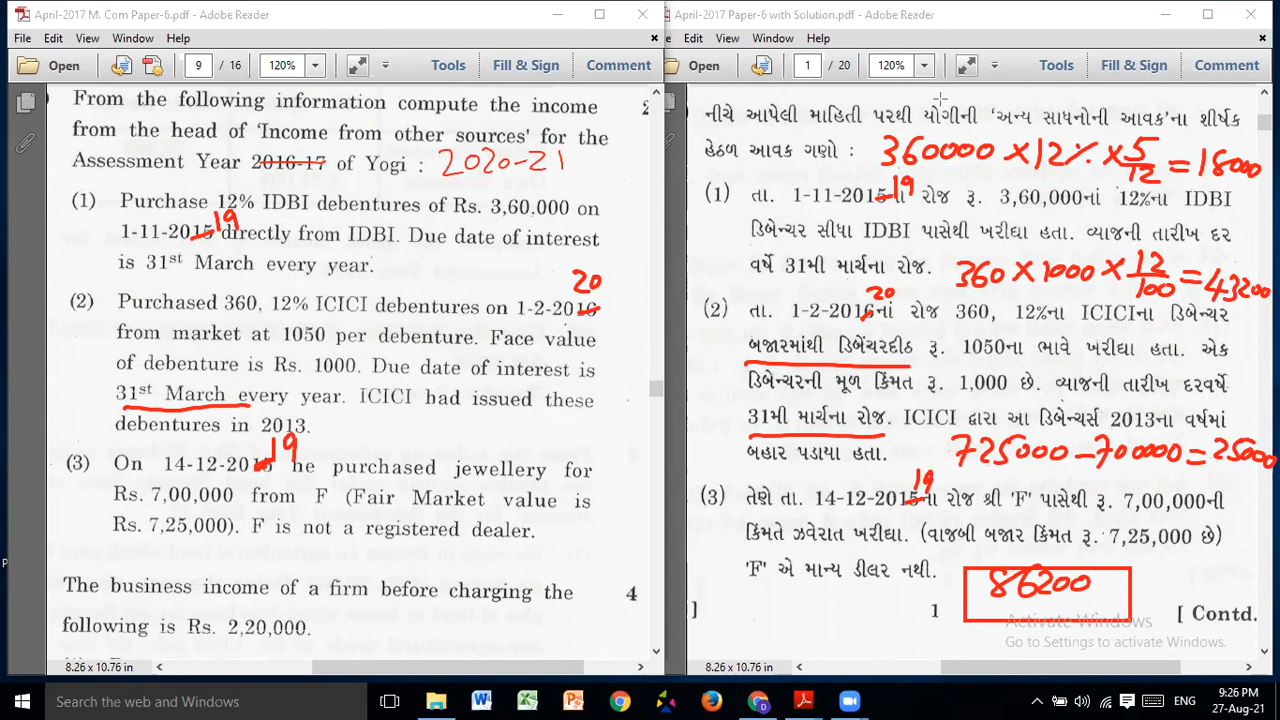 April-2017 M. Com Paper-6.pdf - Adobe Reader
File Edit View Window Help
Open 9 / 16 120% Tools Fill & Sign Comment
From the following information compute the income 2
from the head of 'Income from other sources' for the
Assessment Year 2016-17 of Yogi : 2020-21
(1) Purchase 12% IDBI debentures of Rs. 3,60,000 on
19
1-11-2015 directly from IDBI. Due date of interest
is 31st March every year.
20
(2) Purchased 360, 12% ICICI debentures on 1-2-2016
from market at 1050 per debenture. Face value
of debenture is Rs. 1000. Due date of interest is
31st March every year. ICICI had issued these
debentures in 2013.
19
(3) On 14-12-2015 he purchased jewellery for
Rs. 7,00,000 from F (Fair Market value is
Rs. 7,25,000). F is not a registered dealer.
The business income of a firm before charging the 4
following is Rs. 2,20,000.
8.26 x 10.76 in
April-2017 Paper-6 with Solution.pdf - Adobe Reader
Edit View Window Help
Open 1 / 20 120% Tools Fill & Sign Comment
નીચે આપેલી માહિતી પરથી યોગીની 'અન્ય સાધનોની આવક'ના શીર્ષક
હેઠળ આવક ગણો :
360000 × 12% × 5/12 = 18000
19
(1) તા. 1-11-2015ના રોજ રૂ. 3,60,000નાં 12%ના IDBI
ડિબેન્ચર સીધા IDBI પાસેથી ખરીઘા હતા. વ્યાજની તારીખ દર
વર્ષે 31મી માર્ચના રોજ.
360 × 1000 × 12/100 = 43200
20
(2) તા. 1-2-2016નાં રોજ 360, 12%ના ICICIના ડિબેન્ચર
બજારમાંથી ડિબેંચરદીઠ રૂ. 1050ના ભાવે ખરીઘા હતા. એક
ડિબેન્ચરની મૂળ કિંમત રૂ. 1,000 છે. વ્યાજની તારીખ દરવર્ષે
31મી માર્ચના રોજ. ICICI દ્વારા આ ડિબેન્ચર્સ 2013ના વર્ષમાં
બહાર પડાયા હતા.
725000 - 700000 = 25000
19
(3) તેણે તા. 14-12-2015ના રોજ શ્રી 'F' પાસેથી રૂ. 7,00,000ની
કિંમતે ઝવેરાત ખરીઘા. (વાજબી બજાર કિંમત રૂ. 7,25,000 છે)
'F' એ માન્ય ડીલર નથી.
86200
] 1 [ Contd.
Activate Windows
Go to Settings to activate Windows.
8.26 x 10.76 in
Search the web and Windows
ENG
9:26 PM
27-Aug-21